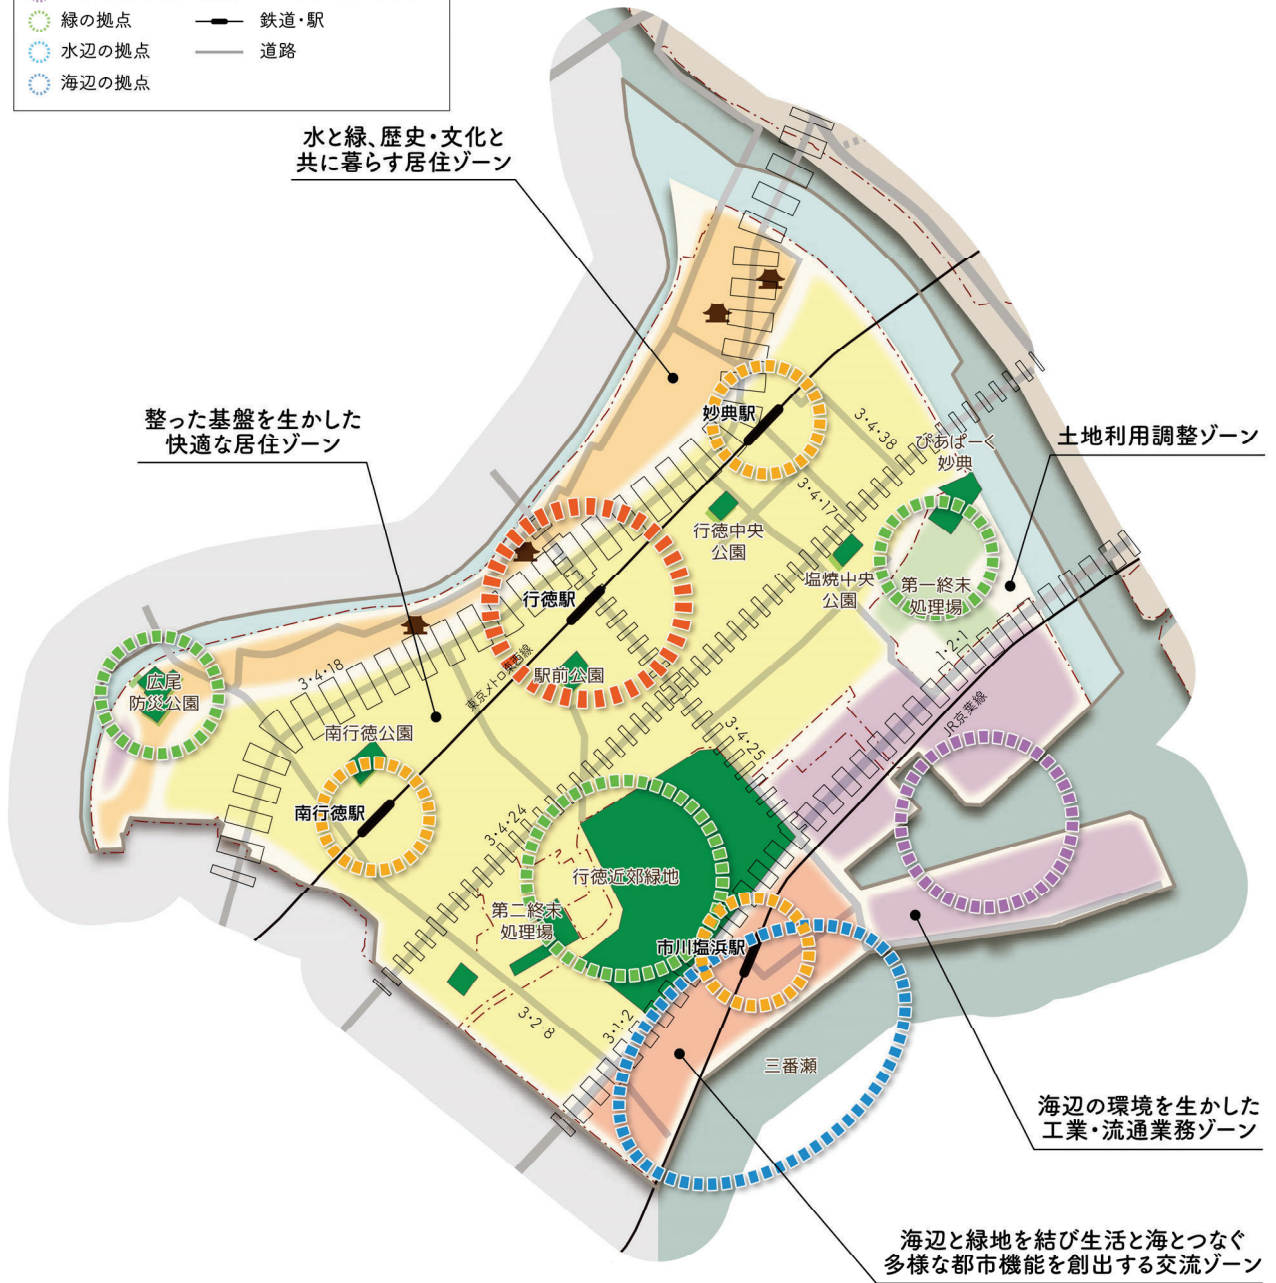 緑の拠点
鉄道・駅
水辺の拠点
道路
海辺の拠点
水と緑、歴史・文化と
共に暮らす居住ゾーン
整った基盤を生かした
快適な居住ゾーン
妙典駅
3・4・38
ぴあぱーく
妙典
土地利用調整ゾーン
3・4・17
行徳中央
公園
塩焼中央
公園
第一終末
処理場
行徳駅
1・2・1
3・4・18
東京メトロ東西線
駅前公園
広尾
防災公園
南行徳公園
3・4・25
JR京葉線
南行徳駅
3・4・24
行徳近郊緑地
第二終末
処理場
市川塩浜駅
3・2・8
3・1・2
三番瀬
海辺の環境を生かした
工業・流通業務ゾーン
海辺と緑地を結び生活と海とつなぐ
多様な都市機能を創出する交流ゾーン